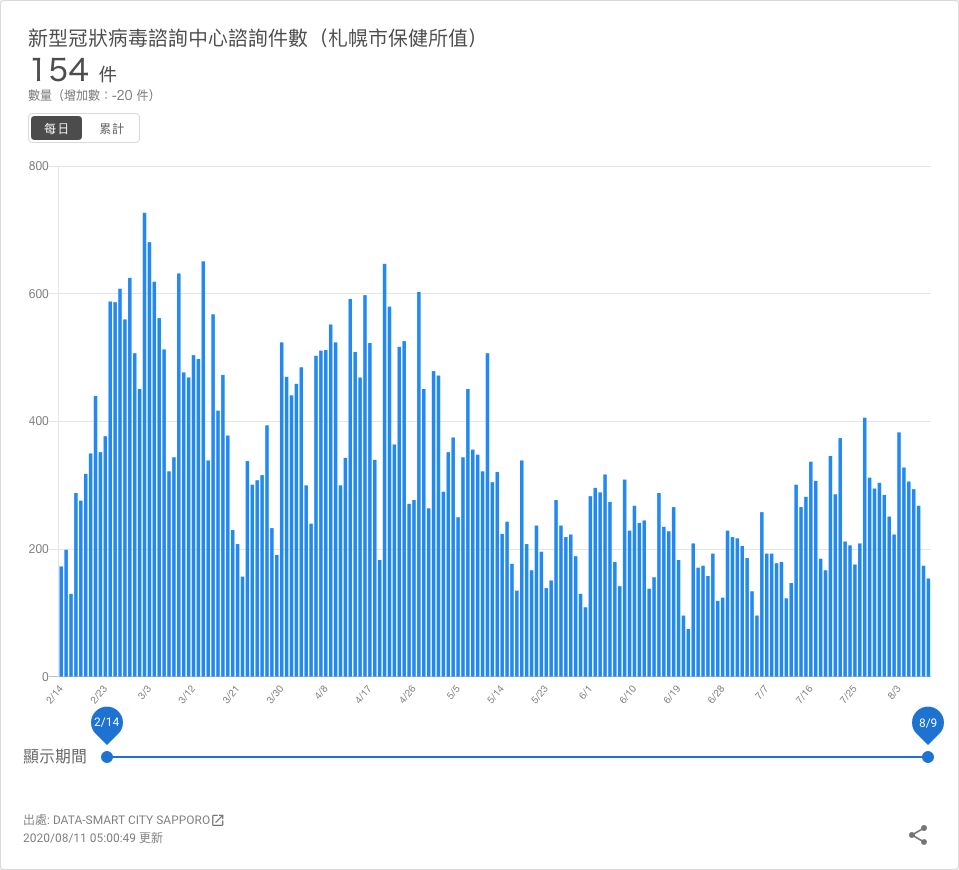 新型冠狀病毒諮詢中心諮詢件數（札幌市保健所值）
154 件
數量（增加數：-20 件）
每日 累計
800
600
400
200
0
2/14 2/23 3/3 3/12 3/21 3/30 4/8 4/17 4/26 5/5 5/14 5/23 6/1 6/10 6/19 6/28 7/7 7/16 7/25 8/3
2/14 8/9
顯示期間
出處: DATA-SMART CITY SAPPORO
2020/08/11 05:00:49 更新